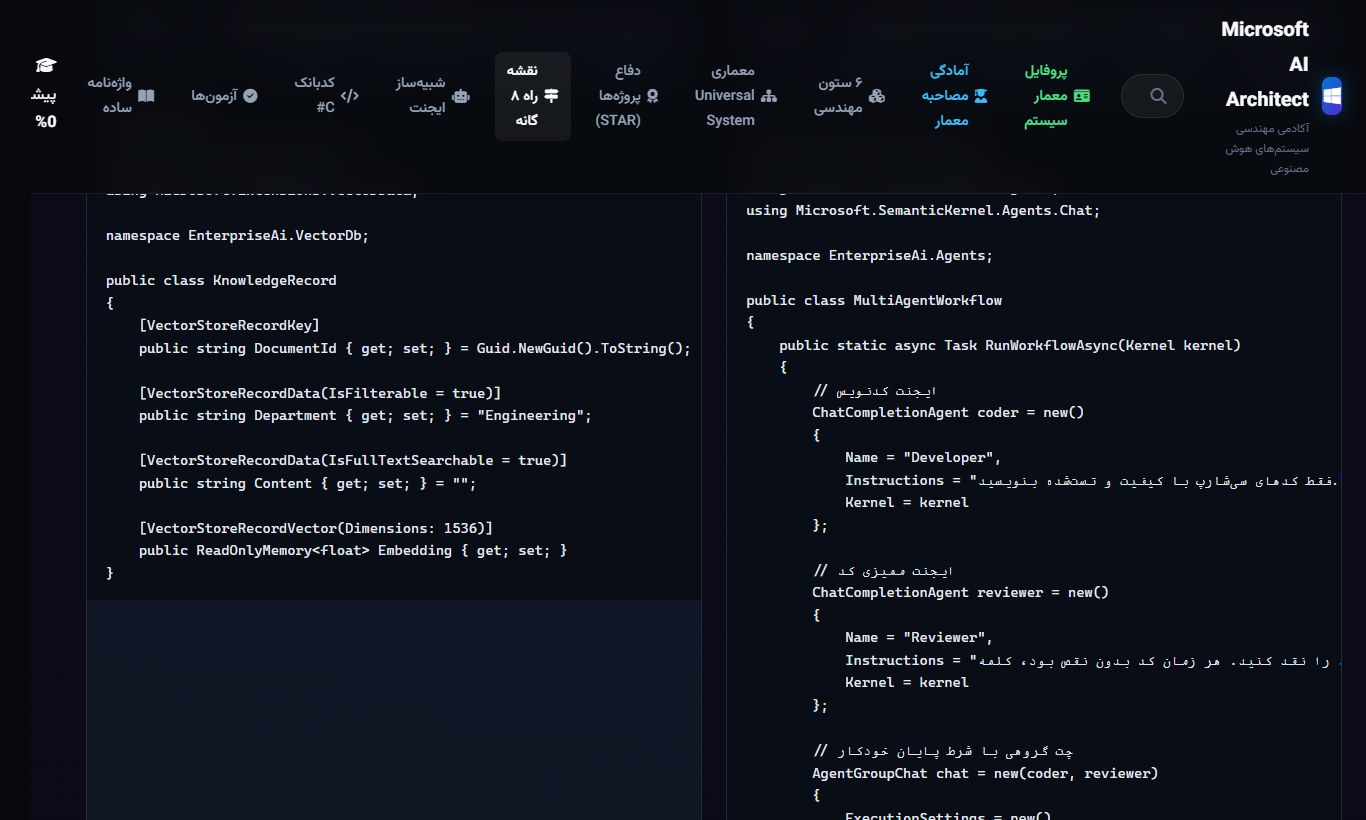 Microsoft
AI
Architect
آکادمی مهندسی
سیستم‌های هوش
مصنوعی
پروفایل
معمار
سیستم
آمادگی
مصاحبه
معمار
۶ ستون
مهندسی
معماری
Universal
System
دفاع
پروژه‌ها
(STAR)
نقشه
راه ۸
گانه
شبیه‌ساز
ایجنت
کدبانک
C#
آزمون‌ها
واژه‌نامه
ساده
%0
using Microsoft.SemanticKernel.Agents.Chat;
namespace EnterpriseAi.Agents;
public class MultiAgentWorkflow
{
public static async Task RunWorkflowAsync(Kernel kernel)
{
// ایجنت کدنویس
ChatCompletionAgent coder = new()
{
Name = "Developer",
Instructions = "فقط کدهای سی‌شارپ با کیفیت و تست‌شده بنویسید.
Kernel = kernel
};
// ایجنت ممیزی کد
ChatCompletionAgent reviewer = new()
{
Name = "Reviewer",
Instructions = "را نقد کنید. هر زمان کد بدون نقص بود، کلمه
Kernel = kernel
};
// چت گروهی با شرط پایان خودکار
AgentGroupChat chat = new(coder, reviewer)
{
ExecutionSettings = new()
namespace EnterpriseAi.VectorDb;
public class KnowledgeRecord
{
[VectorStoreRecordKey]
public string DocumentId { get; set; } = Guid.NewGuid().ToString();
[VectorStoreRecordData(IsFilterable = true)]
public string Department { get; set; } = "Engineering";
[VectorStoreRecordData(IsFullTextSearchable = true)]
public string Content { get; set; } = "";
[VectorStoreRecordVector(Dimensions: 1536)]
public ReadOnlyMemory<float> Embedding { get; set; }
}